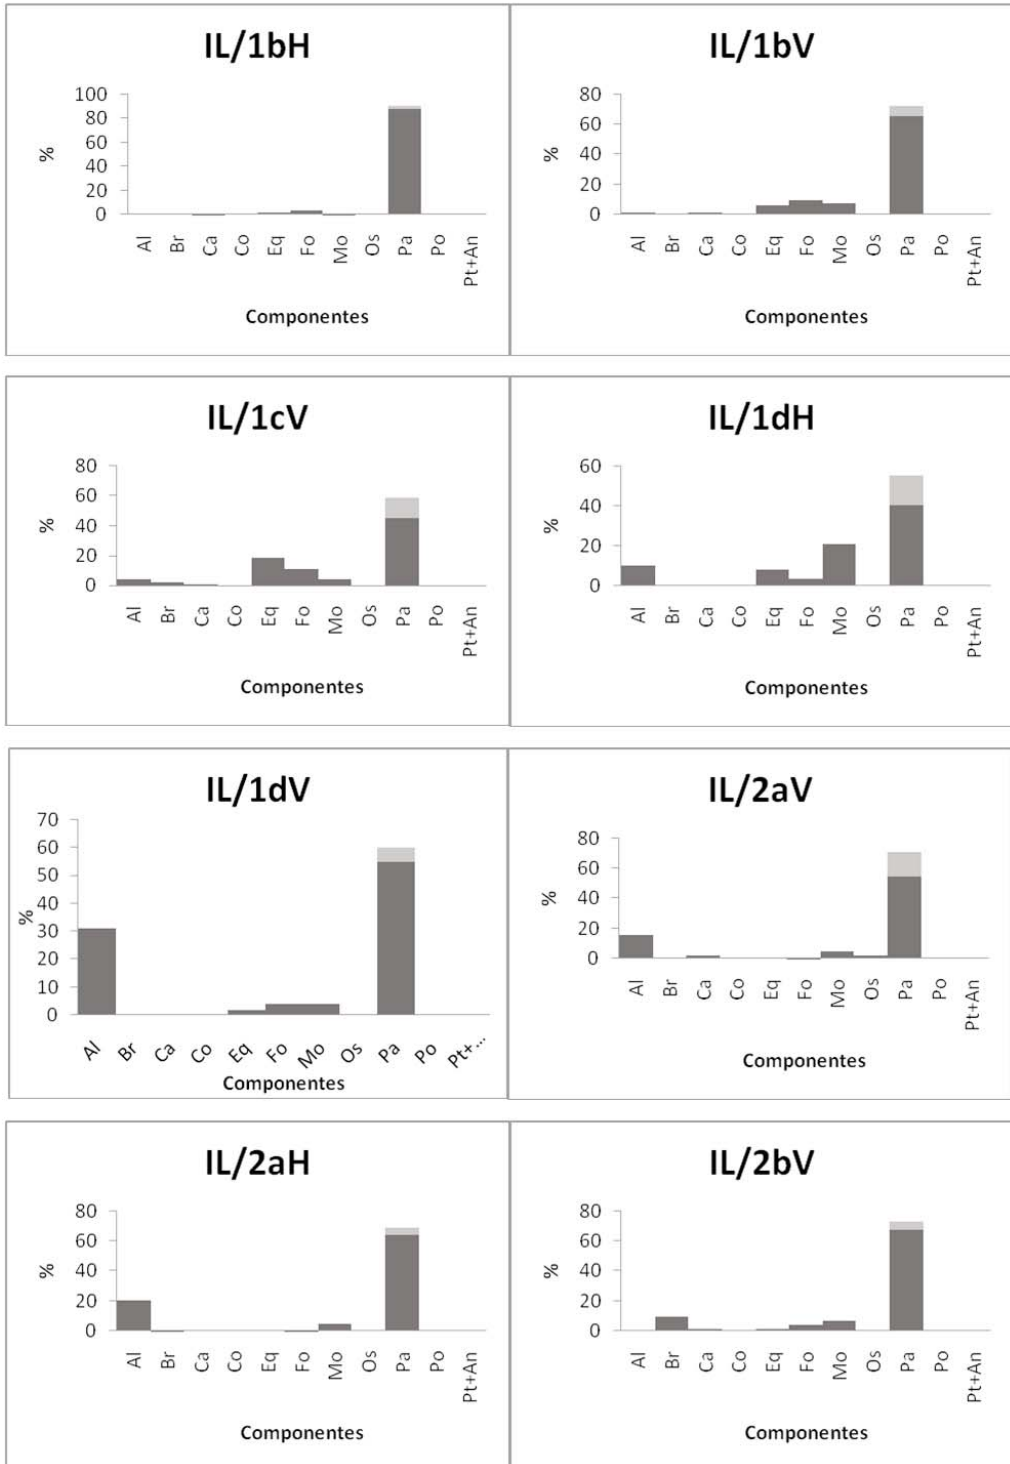 IL/1bH
100
80
60
40
20
0
%
Al Br Ca Co Eq Fo Mo Os Pa Po Pt+An
Componentes
IL/1bV
80
60
40
20
0
%
Al Br Ca Co Eq Fo Mo Os Pa Po Pt+An
Componentes
IL/1cV
80
60
40
20
0
%
Al Br Ca Co Eq Fo Mo Os Pa Po Pt+An
Componentes
IL/1dH
60
40
20
0
%
Al Br Ca Co Eq Fo Mo Os Pa Po Pt+An
Componentes
IL/1dV
70
60
50
40
30
20
10
0
%
Al Br Ca Co Eq Fo Mo Os Pa Po Pt+...
Componentes
IL/2aV
80
60
40
20
0
%
Al Br Ca Co Eq Fo Mo Os Pa Po Pt+An
Componentes
IL/2aH
80
60
40
20
0
%
Al Br Ca Co Eq Fo Mo Os Pa Po Pt+An
Componentes
IL/2bV
80
60
40
20
0
%
Al Br Ca Co Eq Fo Mo Os Pa Po Pt+An
Componentes